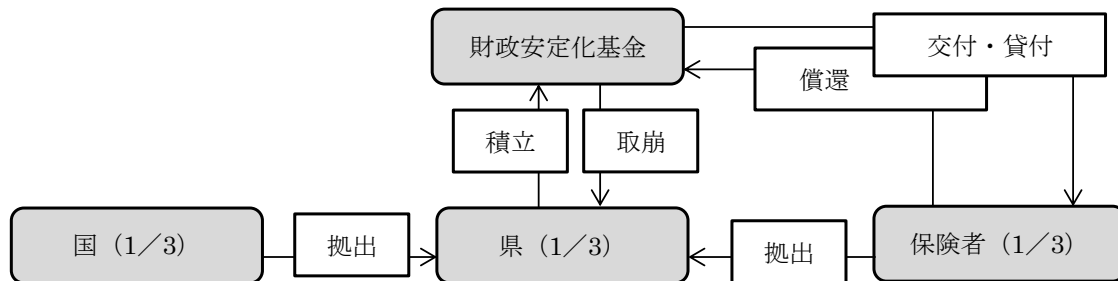 財政安定化基金
交付・貸付
償還
積立
取崩
国（1／3）
拠出
県（1／3）
拠出
保険者（1／3）